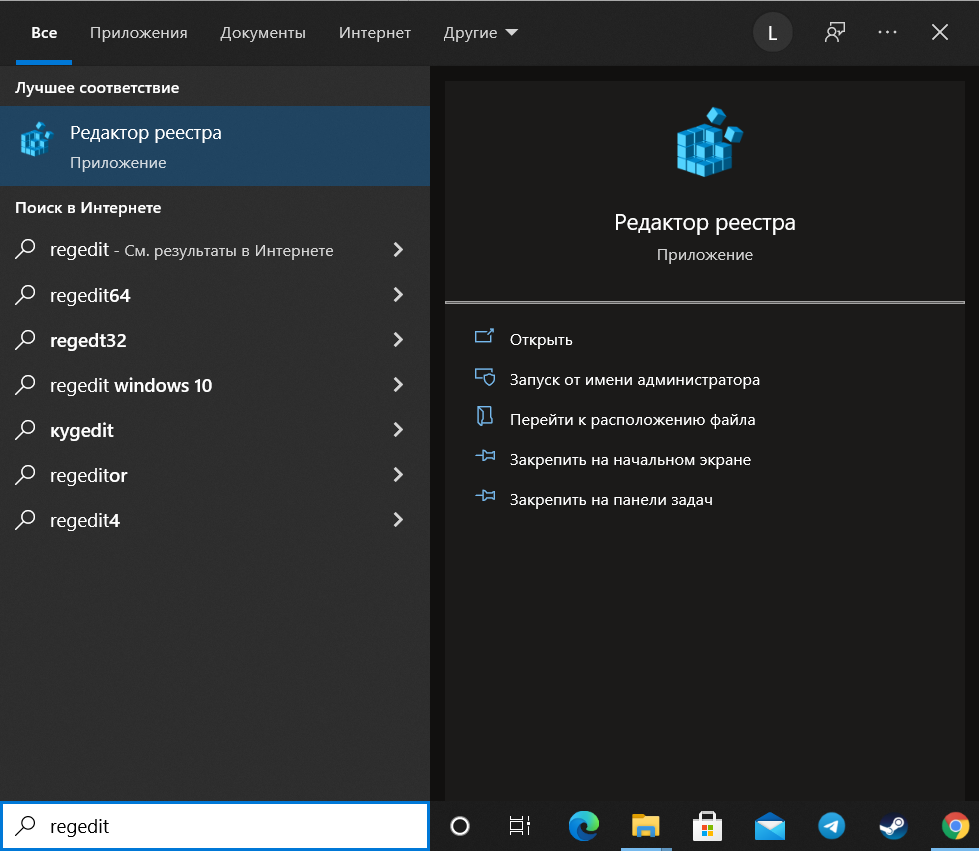 Все Приложения Документы Интернет Другие L
Лучшее соответствие
Редактор реестра
Приложение
Поиск в Интернете
regedit - См. результаты в Интернете
regedit64
regedt32
regedit windows 10
куgedit
regeditor
regedit4
regedit
Редактор реестра
Приложение
Открыть
Запуск от имени администратора
Перейти к расположению файла
Закрепить на начальном экране
Закрепить на панели задач